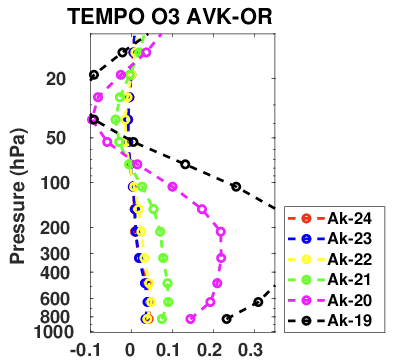 TEMPO O3 AVK-OR
Pressure (hPa)
20
50
100
200
300
400
600
800
1000
-0.1 0 0.1 0.2 0.3
Ak-24
Ak-23
Ak-22
Ak-21
Ak-20
Ak-19